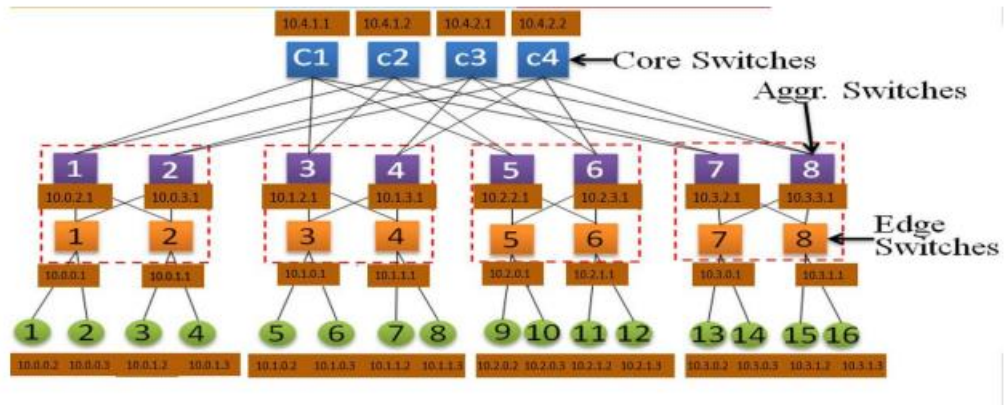 10.4.1.1 10.4.1.2 10.4.2.1 10.4.2.2
C1 c2 c3 c4 Core Switches
Aggr. Switches
1 2 3 4 5 6 7 8
10.0.2.1 10.0.3.1 10.1.2.1 10.1.3.1 10.2.2.1 10.2.3.1 10.3.2.1 10.3.3.1
1 2 3 4 5 6 7 8 Edge
Switches
10.0.0.1 10.0.1.1 10.1.0.1 10.1.1.1 10.2.0.1 10.2.1.1 10.3.0.1 10.3.1.1
1 2 3 4 5 6 7 8 9 10 11 12 13 14 15 16
10.0.0.2 10.0.0.3 10.0.1.2 10.0.1.3 10.1.0.2 10.1.0.3 10.1.1.2 10.1.1.3 10.2.0.2 10.2.0.3 10.2.1.2 10.2.1.3 10.3.0.2 10.3.0.3 10.3.1.2 10.3.1.3